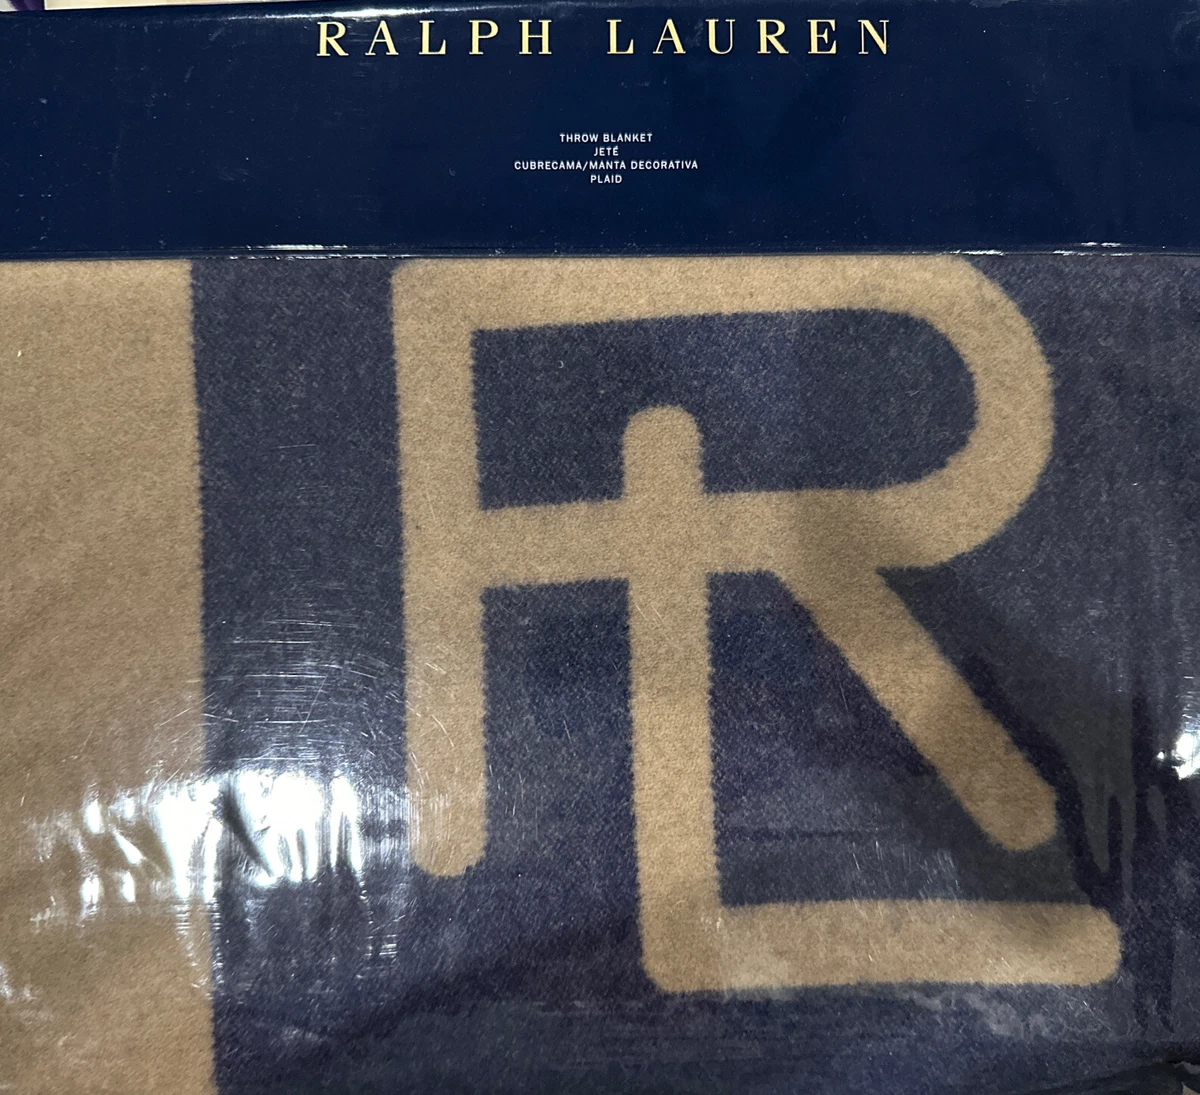 RALPH LAUREN
THROW BLANKET
JETÉ
CUBRECAMA/MANTA DECORATIVA
PLAID
RL